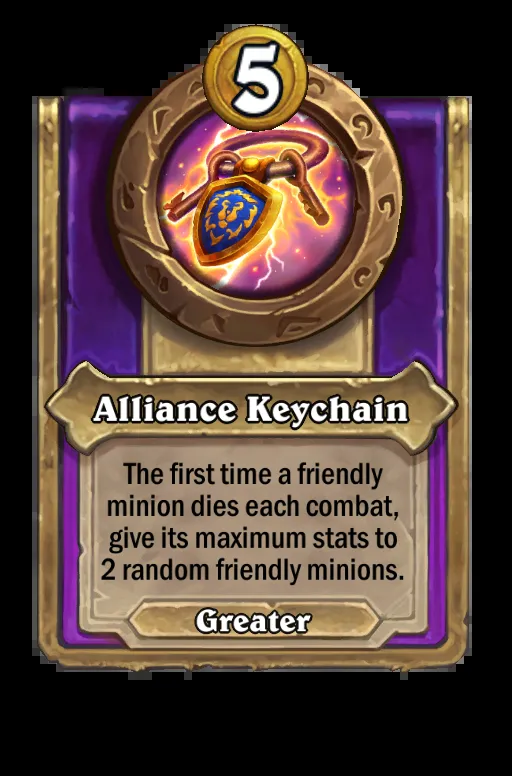 5
Alliance Keychain
The first time a friendly
minion dies each combat,
give its maximum stats to
2 random friendly minions.
Greater